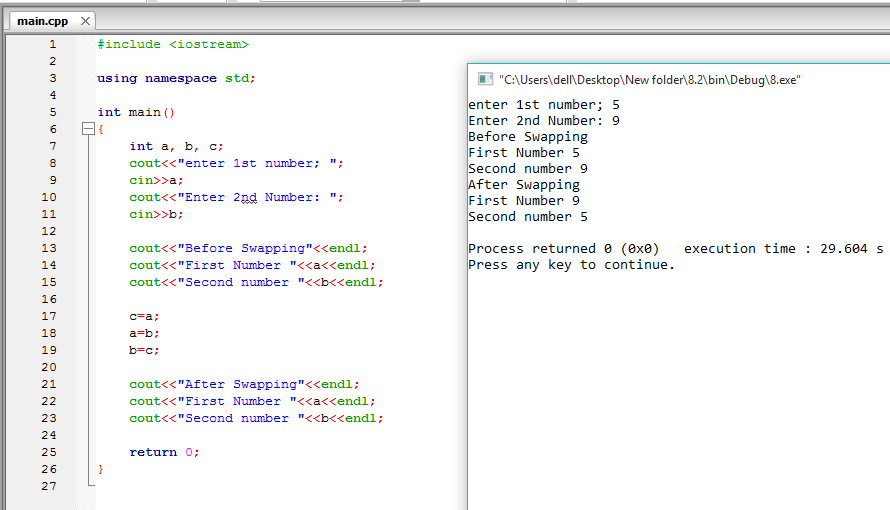 main.cpp
1 #include <iostream>
2
3 using namespace std;
4
5 int main()
6 {
7 int a, b, c;
8 cout<<"enter 1st number; ";
9 cin>>a;
10 cout<<"Enter 2nd Number: ";
11 cin>>b;
12
13 cout<<"Before Swapping"<<endl;
14 cout<<"First Number "<<a<<endl;
15 cout<<"Second number "<<b<<endl;
16
17 c=a;
18 a=b;
19 b=c;
20
21 cout<<"After Swapping"<<endl;
22 cout<<"First Number "<<a<<endl;
23 cout<<"Second number "<<b<<endl;
24
25 return 0;
26 }
27
"C:\Users\dell\Desktop\New folder\8.2\bin\Debug\8.exe"
enter 1st number; 5
Enter 2nd Number: 9
Before Swapping
First Number 5
Second number 9
After Swapping
First Number 9
Second number 5

Process returned 0 (0x0)   execution time : 29.604 s
Press any key to continue.